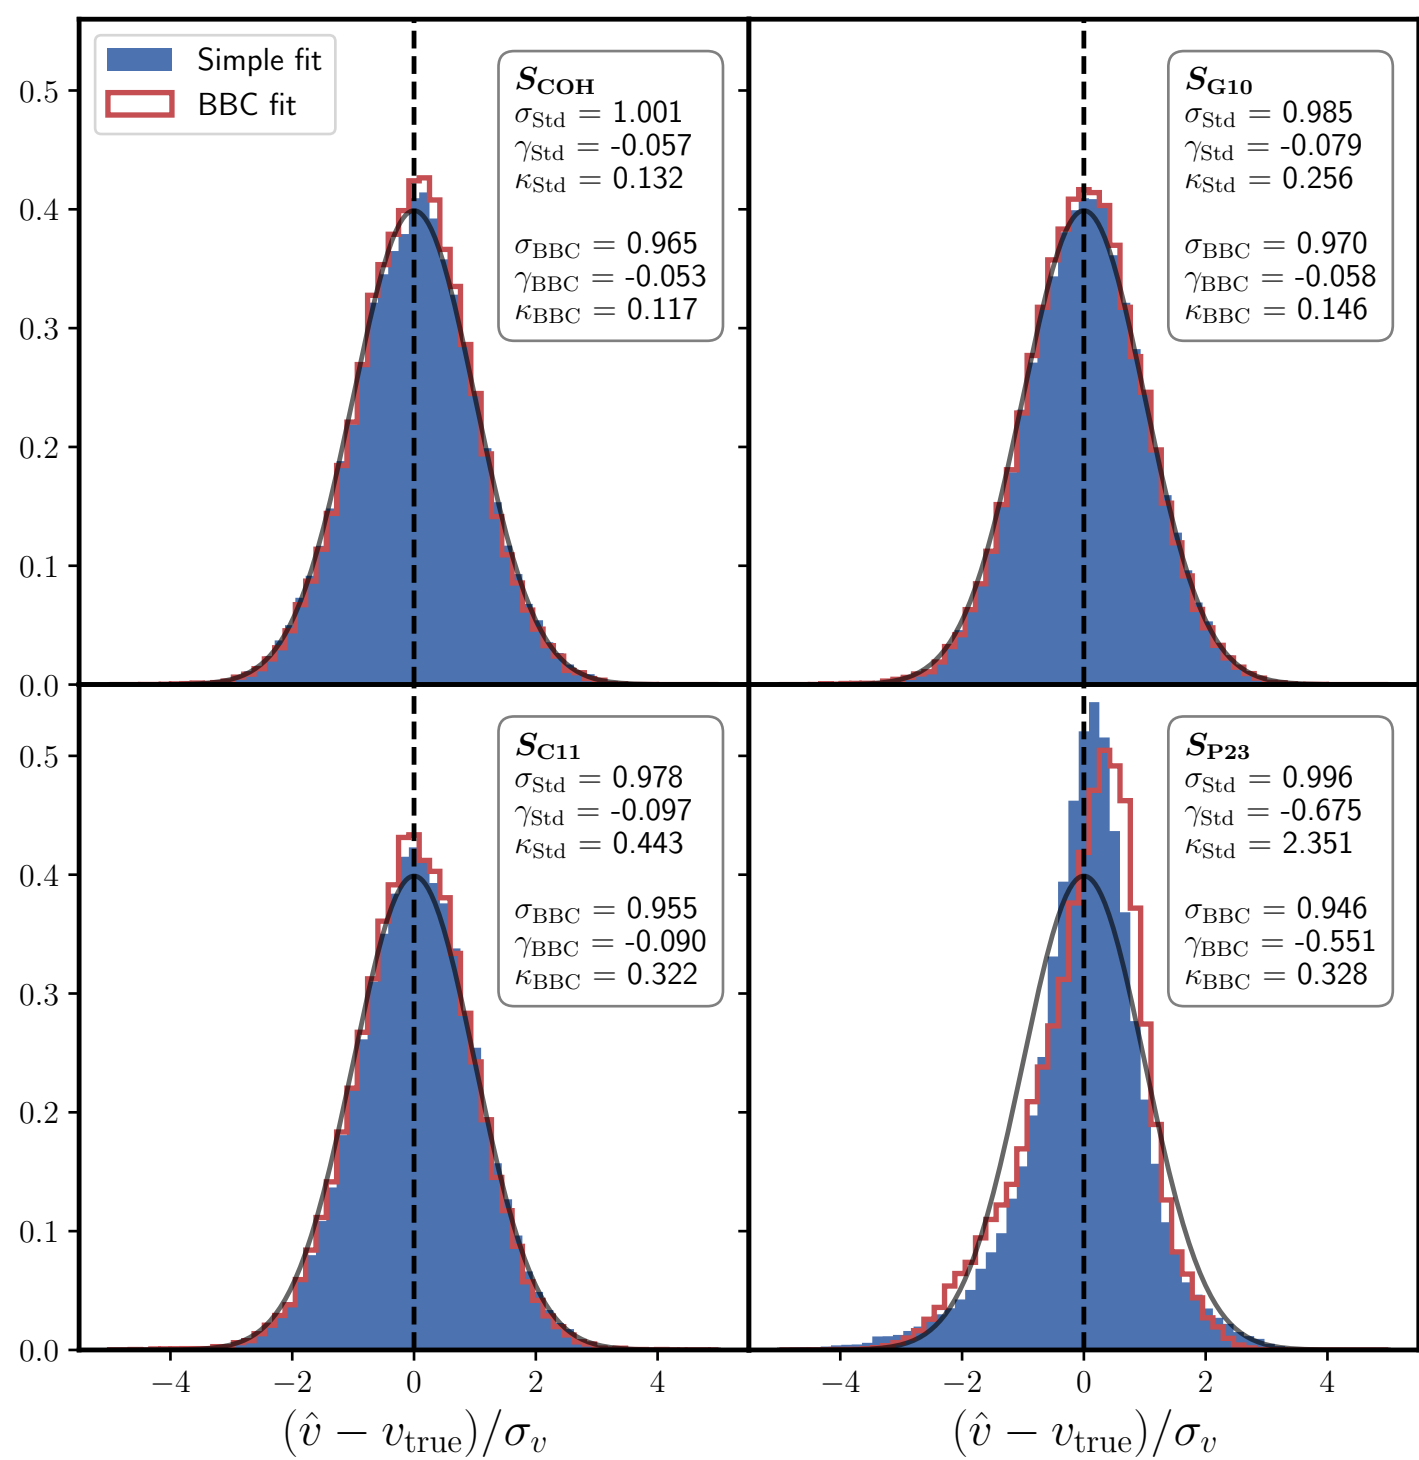 Simple fit
BBC fit
S_COH
σ_Std = 1.001
γ_Std = -0.057
κ_Std = 0.132
σ_BBC = 0.965
γ_BBC = -0.053
κ_BBC = 0.117
S_G10
σ_Std = 0.985
γ_Std = -0.079
κ_Std = 0.256
σ_BBC = 0.970
γ_BBC = -0.058
κ_BBC = 0.146
0.5
0.4
0.3
0.2
0.1
0.0
S_C11
σ_Std = 0.978
γ_Std = -0.097
κ_Std = 0.443
σ_BBC = 0.955
γ_BBC = -0.090
κ_BBC = 0.322
S_P23
σ_Std = 0.996
γ_Std = -0.675
κ_Std = 2.351
σ_BBC = 0.946
γ_BBC = -0.551
κ_BBC = 0.328
0.5
0.4
0.3
0.2
0.1
0.0
−4 −2 0 2 4
−4 −2 0 2 4
(v̂ − v_true)/σ_v
(v̂ − v_true)/σ_v